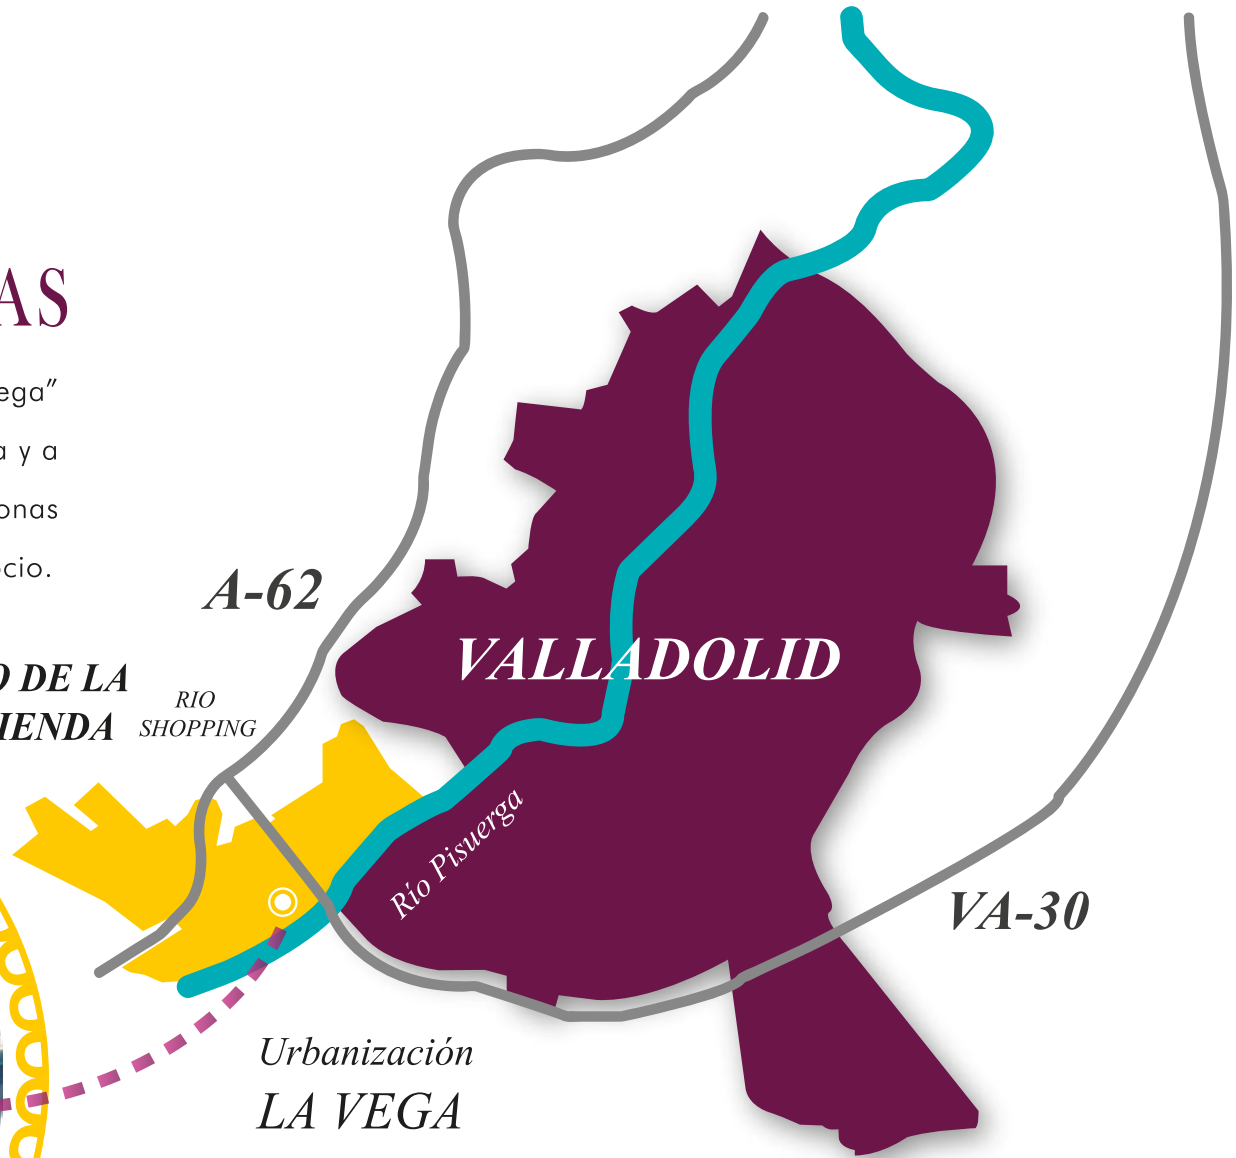 AS
ega”
a y a
onas
cio.
A-62
O DE LA
IENDA
RIO
SHOPPING
VALLADOLID
Río Pisuerga
VA-30
Urbanización
LA VEGA